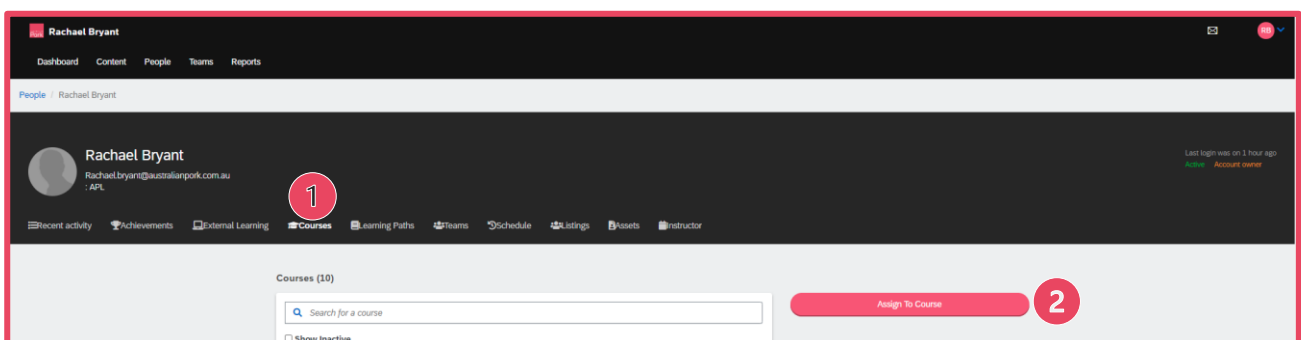 Pork Rachael Bryant RB
Dashboard Content People Teams Reports
People / Rachael Bryant
Rachael Bryant
Last login was on 1 hour ago
Rachael.bryant@australianpork.com.au
Active Account owner
: APL
1
Recent activity Achievements External Learning Courses Learning Paths Teams Schedule Listings Assets Instructor
Courses (10)
Search for a course
Assign To Course 2
Show Inactive